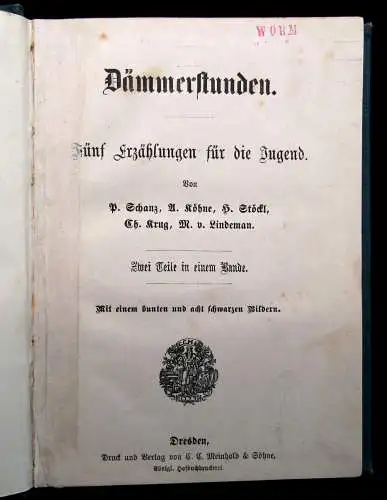 WORM
Dämmerstunden.
Fünf Erzählungen für die Jugend.
Von
P. Schanz, A. Köhne, H. Stöckl,
Ch. Krug, M. v. Lindeman.
Zwei Teile in einem Bande.
Mit einem bunten und acht schwarzen Bildern.
Dresden,
Druck und Verlag von C. C. Meinhold & Söhne,
Königl. Hofbuchdruckerei.